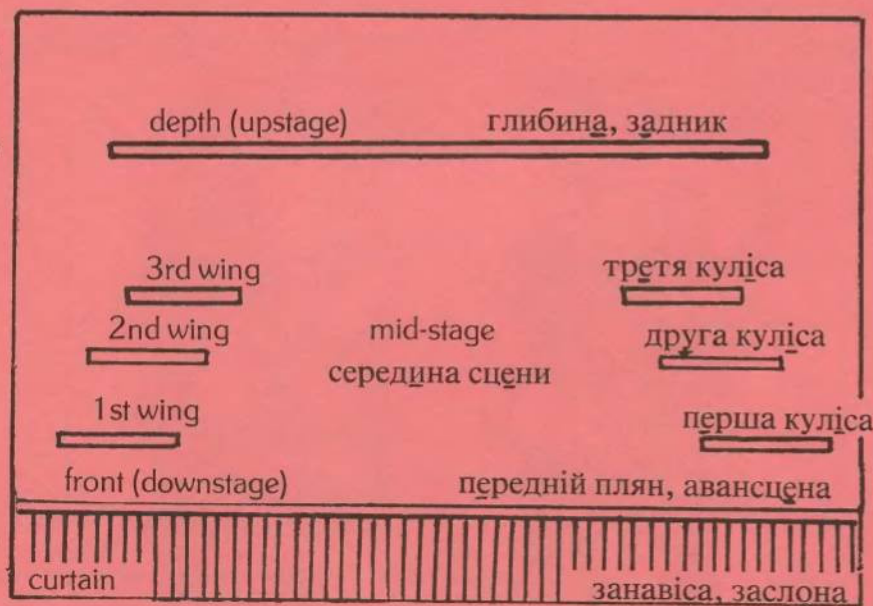 depth (upstage) глибина, задник
3rd wing третя куліса
2nd wing mid-stage друга куліса
середина сцени
1st wing перша куліса
front (downstage) передній плян, авансцена
curtain занавіса, заслона